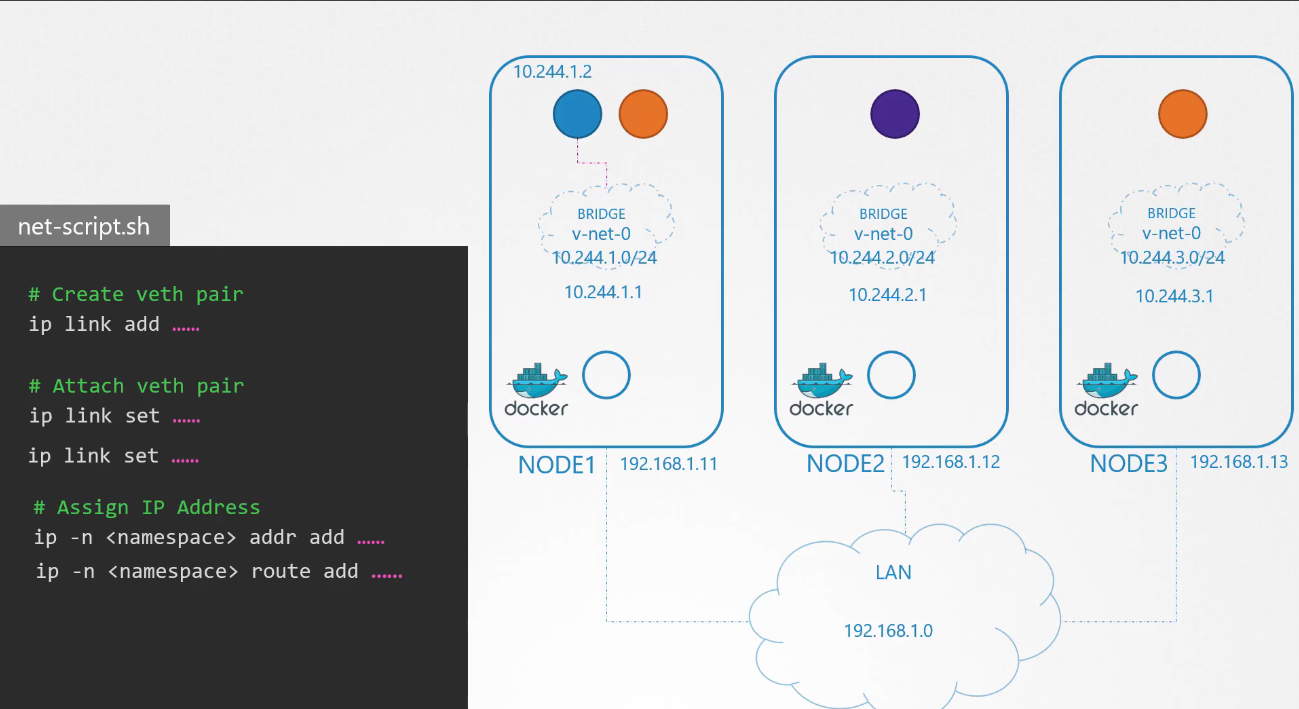 net-script.sh
# Create veth pair
ip link add ......
# Attach veth pair
ip link set ......
ip link set ......
# Assign IP Address
ip -n <namespace> addr add ......
ip -n <namespace> route add ......
10.244.1.2
BRIDGE
v-net-0
10.244.1.0/24
10.244.1.1
docker
NODE1
192.168.1.11
BRIDGE
v-net-0
10.244.2.0/24
10.244.2.1
docker
NODE2
192.168.1.12
BRIDGE
v-net-0
10.244.3.0/24
10.244.3.1
docker
NODE3
192.168.1.13
LAN
192.168.1.0